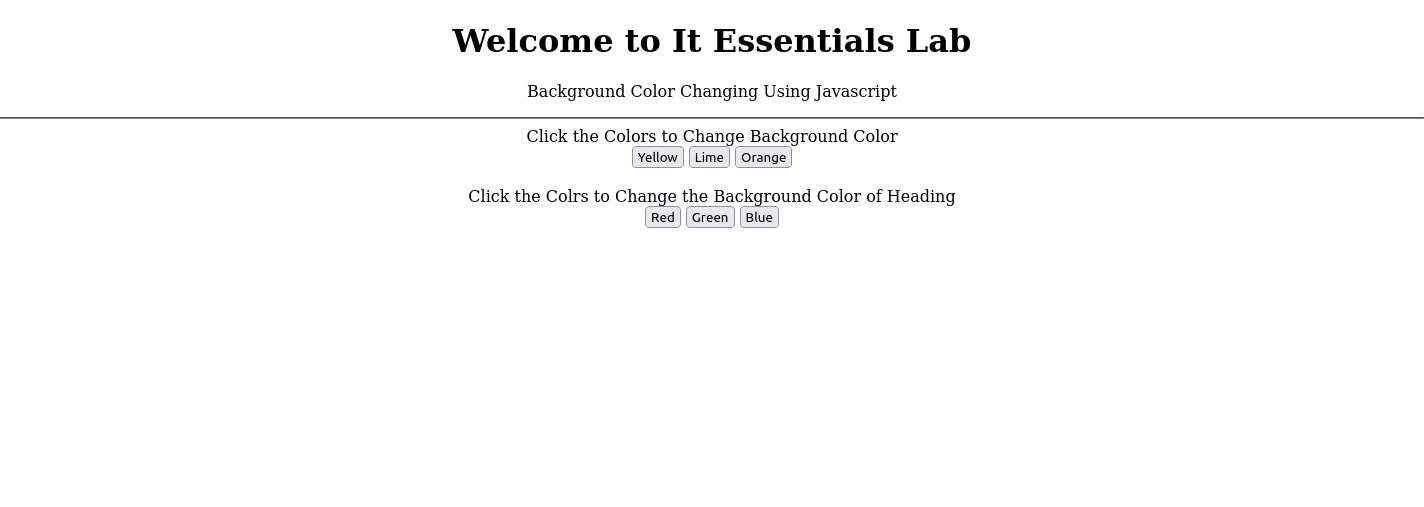 Welcome to It Essentials Lab
Background Color Changing Using Javascript
Click the Colors to Change Background Color
Yellow Lime Orange
Click the Colrs to Change the Background Color of Heading
Red Green Blue